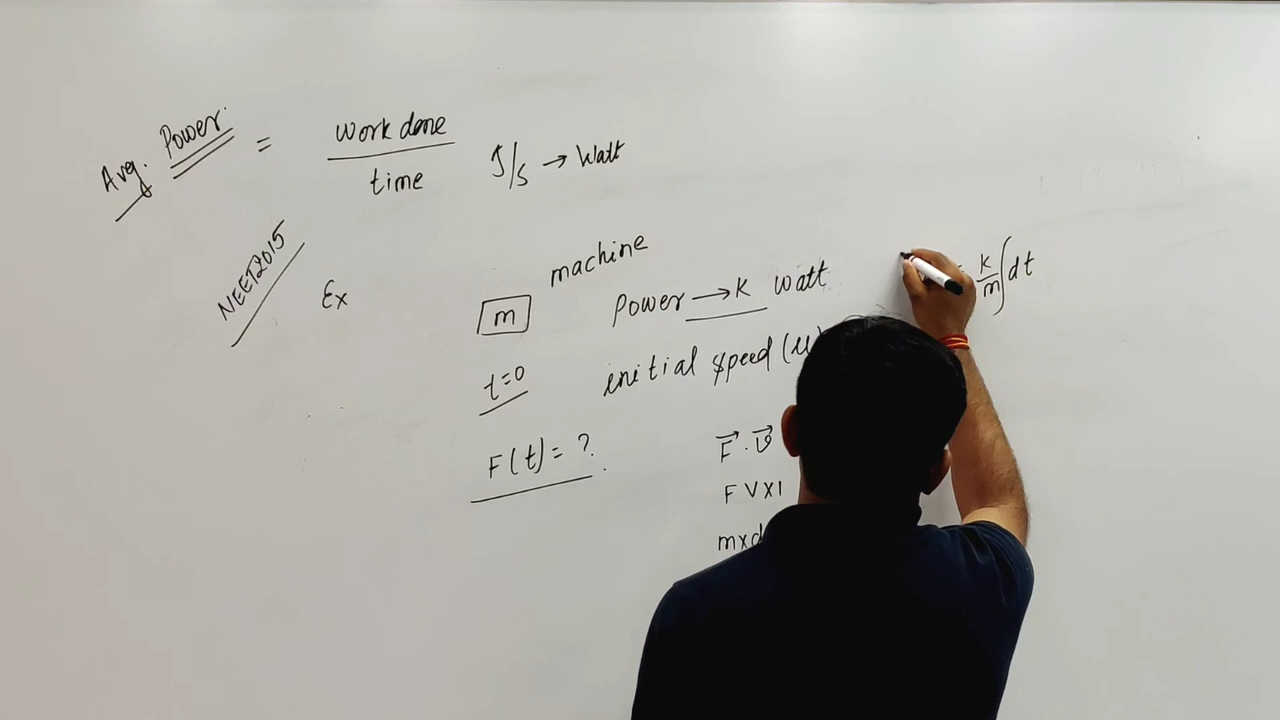 Avg. Power = work done / time J/s → Watt
NEET2015
Ex
machine
m
Power → k watt
t=0
initial speed (u)
F(t) = ?
F⃗ . v⃗
F V X 1
m x d
= k/m ∫ dt